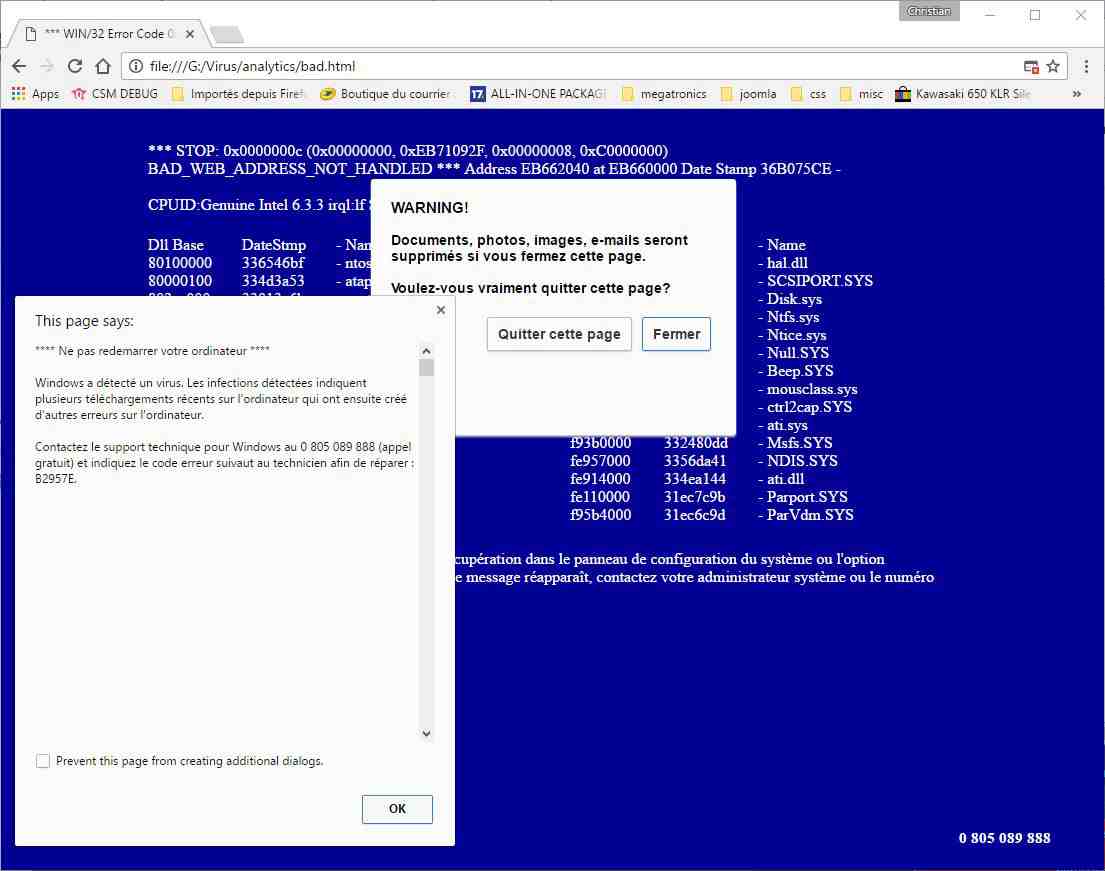 Christian
*** WIN/32 Error Code 0
file:///G:/Virus/analytics/bad.html
Apps CSM DEBUG Importés depuis Firef Boutique du courrier ALL-IN-ONE PACKAG megatronics joomla css misc Kawasaki 650 KLR Sile »
*** STOP: 0x0000000c (0x00000000, 0xEB71092F, 0x00000008, 0xC0000000)
BAD_WEB_ADDRESS_NOT_HANDLED *** Address EB662040 at EB660000 Date Stamp 36B075CE -
CPUID:Genuine Intel 6.3.3 irql:lf
Dll Base DateStmp - Nam - Name
80100000 336546bf - ntos - hal.dll
80000100 334d3a53 - atap - SCSIPORT.SYS
- Disk.sys
- Ntfs.sys
- Ntice.sys
- Null.SYS
- Beep.SYS
- mousclass.sys
- ctrl2cap.SYS
- ati.sys
f93b0000 332480dd - Msfs.SYS
fe957000 3356da41 - NDIS.SYS
fe914000 334ea144 - ati.dll
fe110000 31ec7c9b - Parport.SYS
f95b4000 31ec6c9d - ParVdm.SYS
cupération dans le panneau de configuration du système ou l'option
e message réapparaît, contactez votre administrateur système ou le numéro
WARNING!
Documents, photos, images, e-mails seront
supprimés si vous fermez cette page.
Voulez-vous vraiment quitter cette page?
Quitter cette page Fermer
This page says:
**** Ne pas redemarrer votre ordinateur ****
Windows a détecté un virus. Les infections détectées indiquent
plusieurs téléchargements récents sur l'ordinateur qui ont ensuite créé
d'autres erreurs sur l'ordinateur.
Contactez le support technique pour Windows au 0 805 089 888 (appel
gratuit) et indiquez le code erreur suivaut au technicien afin de réparer :
B2957E.
Prevent this page from creating additional dialogs.
OK
0 805 089 888